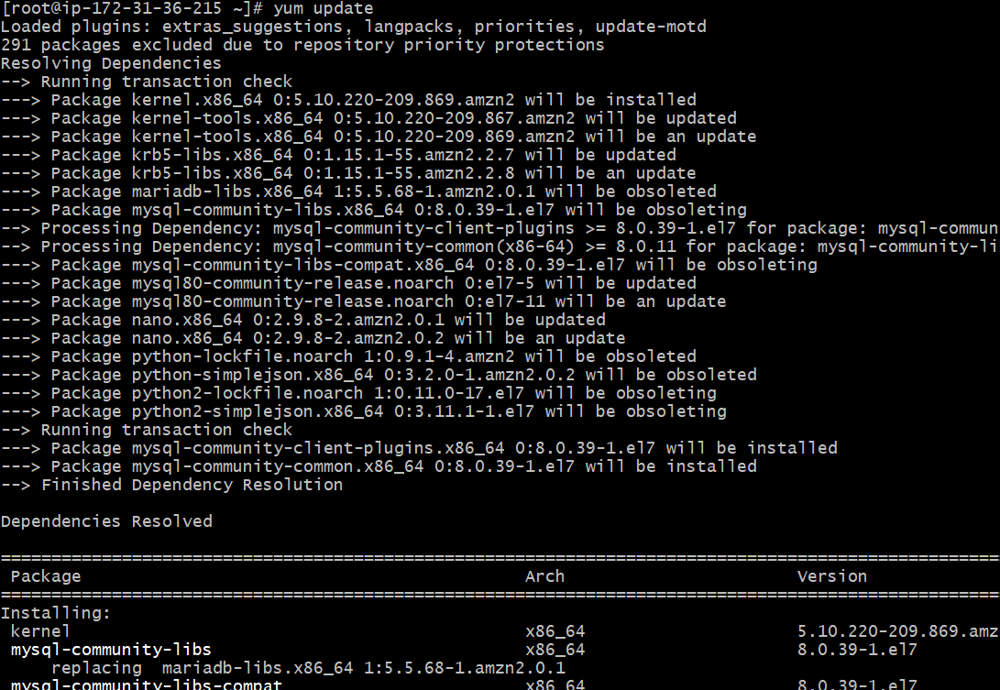 [root@ip-172-31-36-215 ~]# yum update
Loaded plugins: extras_suggestions, langpacks, priorities, update-motd
291 packages excluded due to repository priority protections
Resolving Dependencies
--> Running transaction check
---> Package kernel.x86_64 0:5.10.220-209.869.amzn2 will be installed
---> Package kernel-tools.x86_64 0:5.10.220-209.867.amzn2 will be updated
---> Package kernel-tools.x86_64 0:5.10.220-209.869.amzn2 will be an update
---> Package krb5-libs.x86_64 0:1.15.1-55.amzn2.2.7 will be updated
---> Package krb5-libs.x86_64 0:1.15.1-55.amzn2.2.8 will be an update
---> Package mariadb-libs.x86_64 1:5.5.68-1.amzn2.0.1 will be obsoleted
---> Package mysql-community-libs.x86_64 0:8.0.39-1.el7 will be obsoleting
--> Processing Dependency: mysql-community-client-plugins >= 8.0.39-1.el7 for package: mysql-commun
--> Processing Dependency: mysql-community-common(x86-64) >= 8.0.11 for package: mysql-community-li
---> Package mysql-community-libs-compat.x86_64 0:8.0.39-1.el7 will be obsoleting
---> Package mysql80-community-release.noarch 0:el7-5 will be updated
---> Package mysql80-community-release.noarch 0:el7-11 will be an update
---> Package nano.x86_64 0:2.9.8-2.amzn2.0.1 will be updated
---> Package nano.x86_64 0:2.9.8-2.amzn2.0.2 will be an update
---> Package python-lockfile.noarch 1:0.9.1-4.amzn2 will be obsoleted
---> Package python-simplejson.x86_64 0:3.2.0-1.amzn2.0.2 will be obsoleted
---> Package python2-lockfile.noarch 1:0.11.0-17.el7 will be obsoleting
---> Package python2-simplejson.x86_64 0:3.11.1-1.el7 will be obsoleting
--> Running transaction check
---> Package mysql-community-client-plugins.x86_64 0:8.0.39-1.el7 will be installed
---> Package mysql-community-common.x86_64 0:8.0.39-1.el7 will be installed
--> Finished Dependency Resolution
Dependencies Resolved
===================================================================================================
Package Arch Version
===================================================================================================
Installing:
kernel x86_64 5.10.220-209.869.amz
mysql-community-libs x86_64 8.0.39-1.el7
replacing mariadb-libs.x86_64 1:5.5.68-1.amzn2.0.1
mysql-community-libs-compat x86_64 8.0.39-1.el7